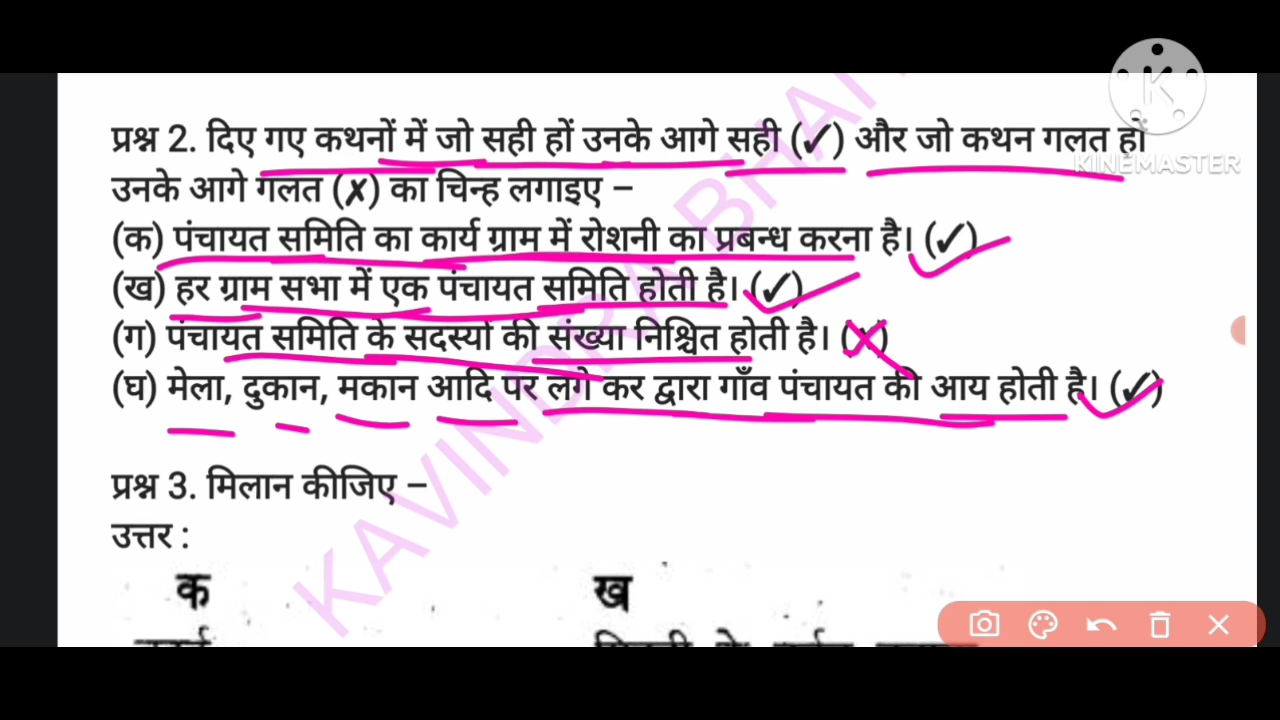 K
KINEMASTER
प्रश्न 2. दिए गए कथनों में जो सही हों उनके आगे सही (✓) और जो कथन गलत हों
उनके आगे गलत (✗) का चिन्ह लगाइए –
(क) पंचायत समिति का कार्य ग्राम में रोशनी का प्रबन्ध करना है। (✓)
(ख) हर ग्राम सभा में एक पंचायत समिति होती है। (✓)
(ग) पंचायत समिति के सदस्यों की संख्या निश्चित होती है। (✗)
(घ) मेला, दुकान, मकान आदि पर लगे कर द्वारा गाँव पंचायत की आय होती है। (✓)
प्रश्न 3. मिलान कीजिए –
उत्तर :
क ख
KAVINDRA BHAI